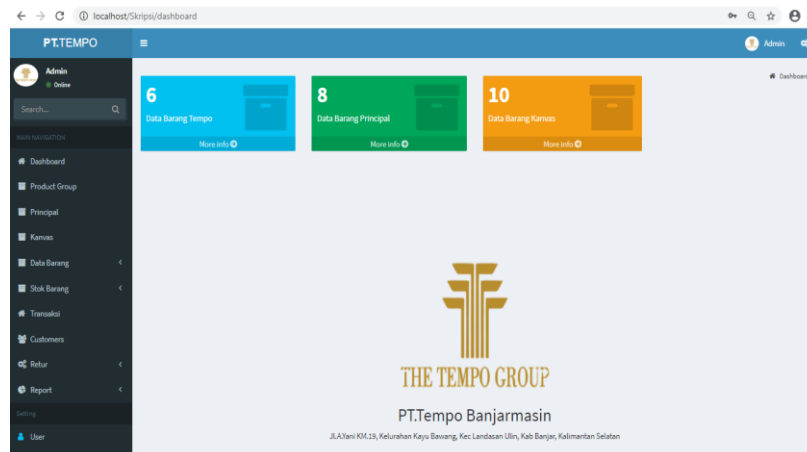 localhost/Skripsi/dashboard
PT.TEMPO
Admin
Admin
Online
Search...
MAIN NAVIGATION
Dashboard
Product Group
Principal
Kanvas
Data Barang
Stok Barang
Transaksi
Customers
Retur
Report
Setting
User
Dashboard
6
Data Barang Tempo
More info
8
Data Barang Principal
More info
10
Data Barang Kanvas
More info
THE TEMPO GROUP
PT.Tempo Banjarmasin
Jl.A.Yani KM.19, Kelurahan Kayu Bawang, Kec Landasan Ulin, Kab Banjar, Kalimantan Selatan